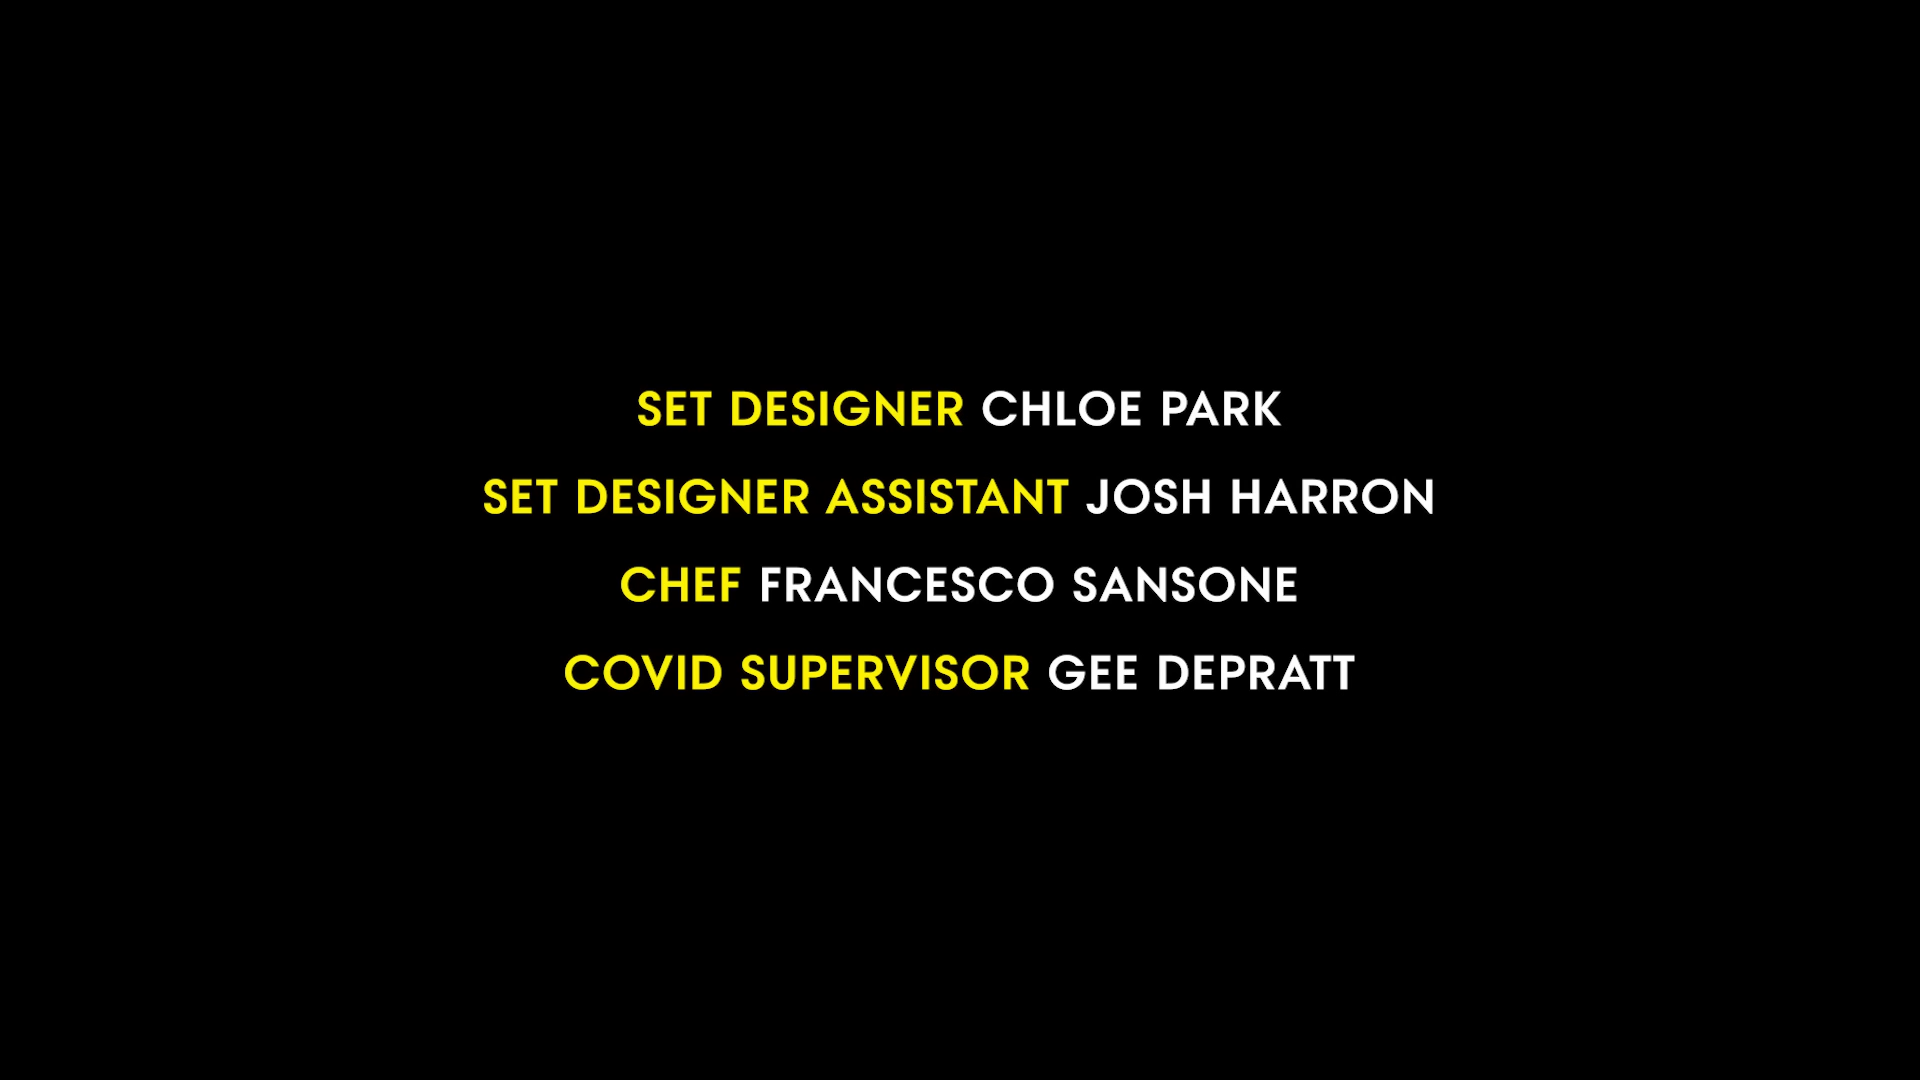 SET DESIGNER CHLOE PARK
SET DESIGNER ASSISTANT JOSH HARRON
CHEF FRANCESCO SANSONE
COVID SUPERVISOR GEE DEPRATT